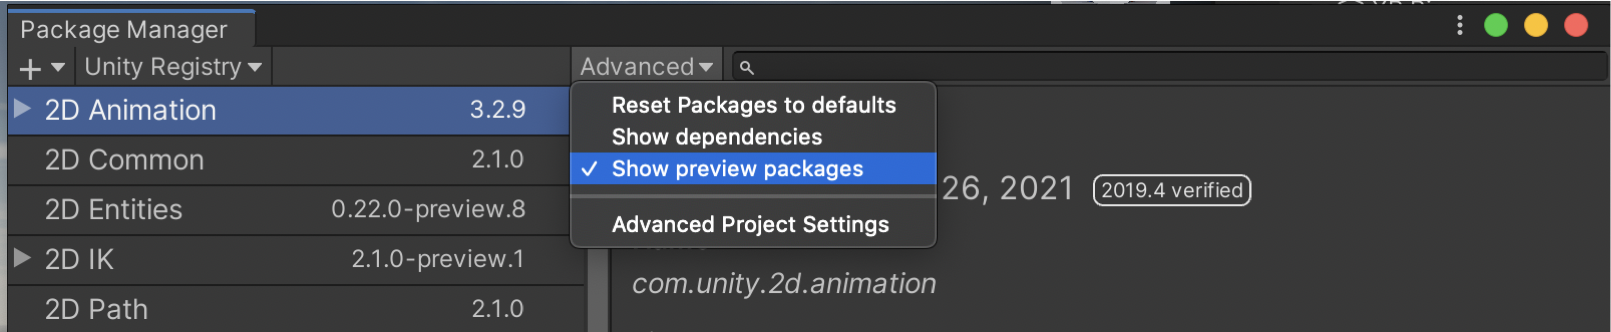 Package Manager
Unity Registry
Advanced
2D Animation 3.2.9
2D Common 2.1.0
2D Entities 0.22.0-preview.8
2D IK 2.1.0-preview.1
2D Path 2.1.0
Reset Packages to defaults
Show dependencies
✓ Show preview packages
Advanced Project Settings
26, 2021 2019.4 verified
com.unity.2d.animation